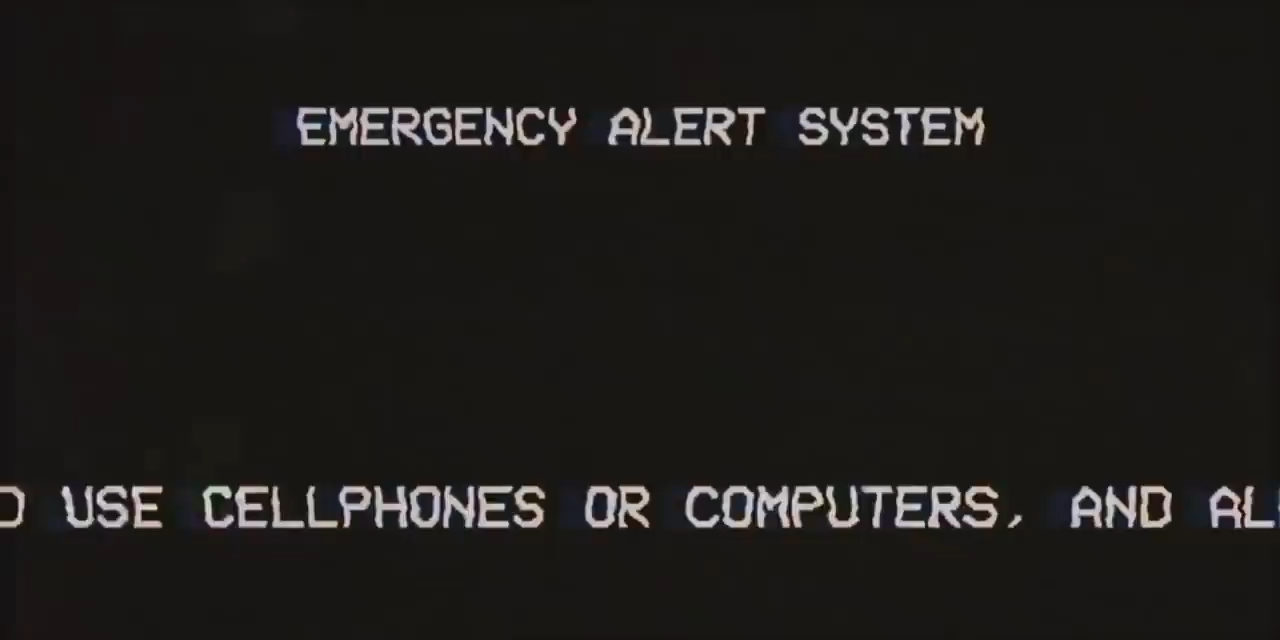 EMERGENCY ALERT SYSTEM
USE CELLPHONES OR COMPUTERS, AND